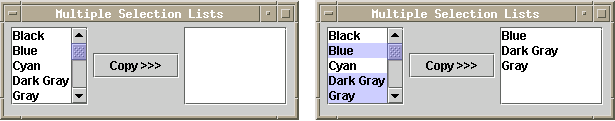 Multiple Selection Lists
Black
Blue
Cyan
Dark Gray
Gray
Copy >>>
Multiple Selection Lists
Black
Blue
Cyan
Dark Gray
Gray
Copy >>>
Blue
Dark Gray
Gray